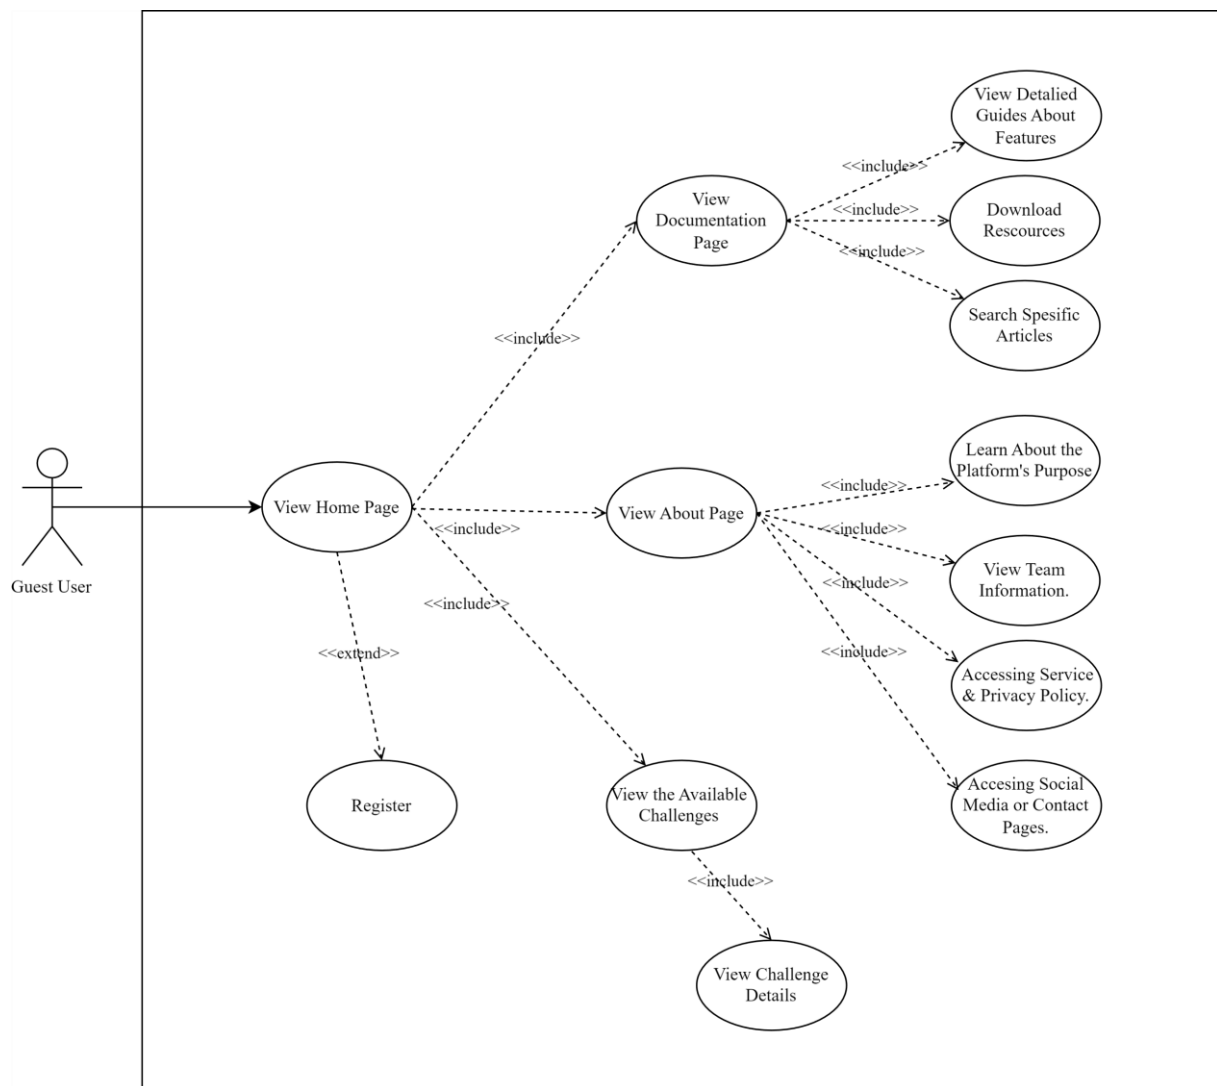 View Detalied
Guides About
Features
<<include>>
View
Documentation
Page
<<include>>
Download
Rescources
<<include>>
Search Spesific
Articles
<<include>>
Learn About the
Platform's Purpose
<<include>>
Guest User
View Home Page
<<include>>
View About Page
<<include>>
View Team
Information.
<<include>>
<<include>>
<<extend>>
<<include>>
Accessing Service
& Privacy Policy.
Register
View the Available
Challenges
Accesing Social
Media or Contact
Pages.
<<include>>
View Challenge
Details